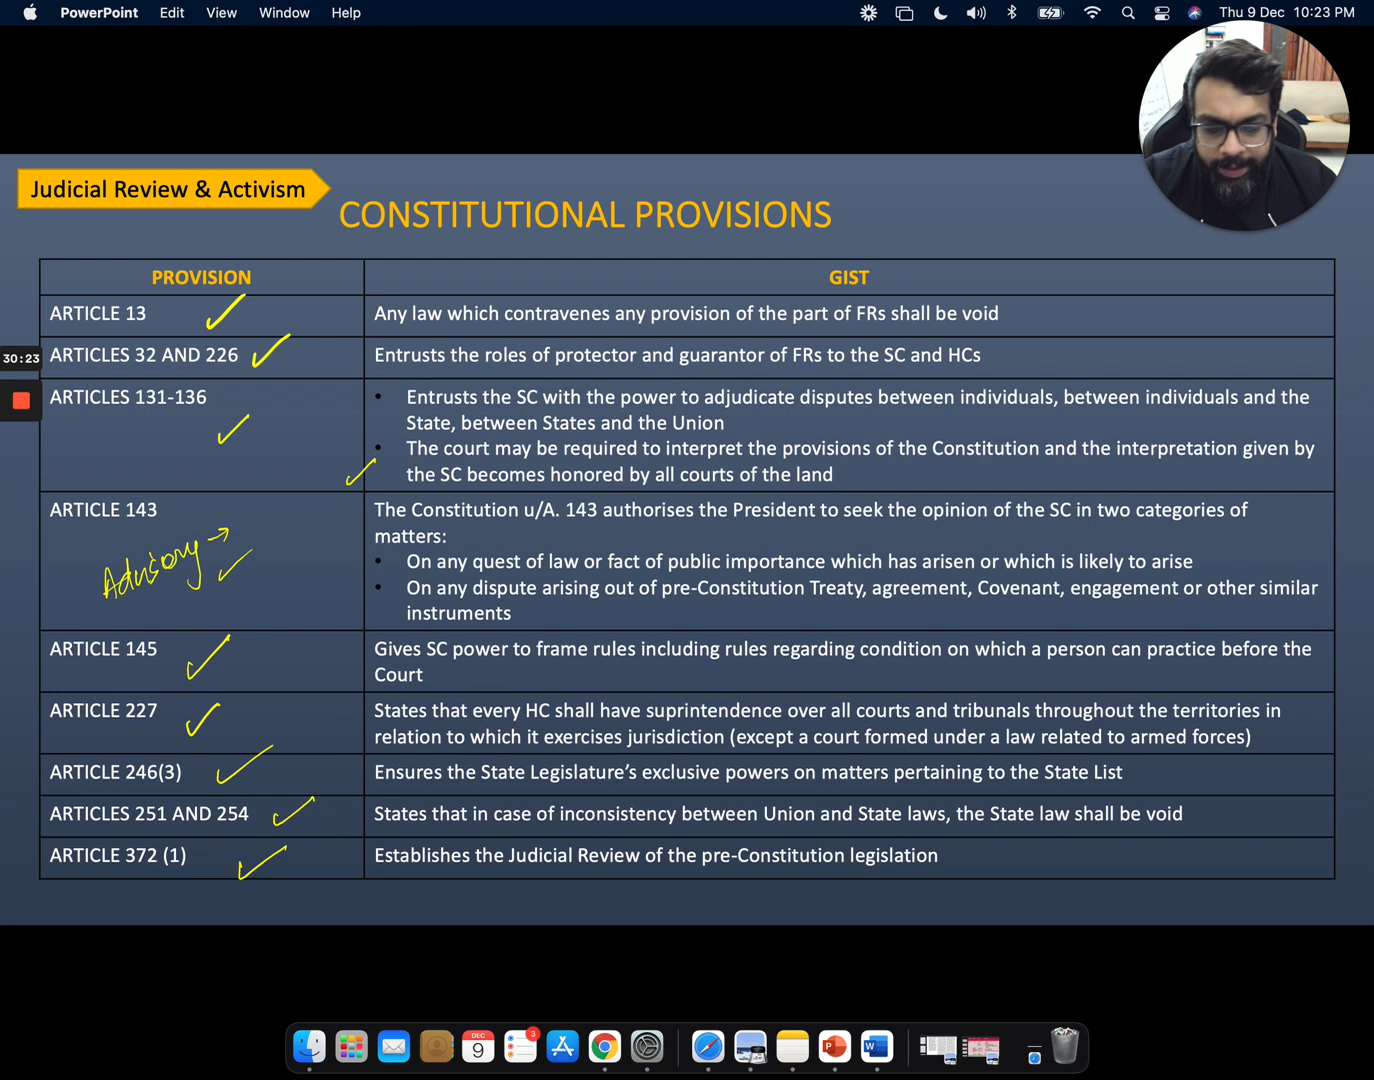 PowerPoint Edit View Window Help Thu 9 Dec 10:23 PM
Judicial Review & Activism
CONSTITUTIONAL PROVISIONS
PROVISION GIST
ARTICLE 13 Any law which contravenes any provision of the part of FRs shall be void
30:23
ARTICLES 32 AND 226 Entrusts the roles of protector and guarantor of FRs to the SC and HCs
ARTICLES 131-136 • Entrusts the SC with the power to adjudicate disputes between individuals, between individuals and the
State, between States and the Union
• The court may be required to interpret the provisions of the Constitution and the interpretation given by
the SC becomes honored by all courts of the land
ARTICLE 143 The Constitution u/A. 143 authorises the President to seek the opinion of the SC in two categories of
matters:
Advisory →
• On any quest of law or fact of public importance which has arisen or which is likely to arise
• On any dispute arising out of pre-Constitution Treaty, agreement, Covenant, engagement or other similar
instruments
ARTICLE 145 Gives SC power to frame rules including rules regarding condition on which a person can practice before the
Court
ARTICLE 227 States that every HC shall have suprintendence over all courts and tribunals throughout the territories in
relation to which it exercises jurisdiction (except a court formed under a law related to armed forces)
ARTICLE 246(3) Ensures the State Legislature’s exclusive powers on matters pertaining to the State List
ARTICLES 251 AND 254 States that in case of inconsistency between Union and State laws, the State law shall be void
ARTICLE 372 (1) Establishes the Judicial Review of the pre-Constitution legislation
DEC
9
3
P
W